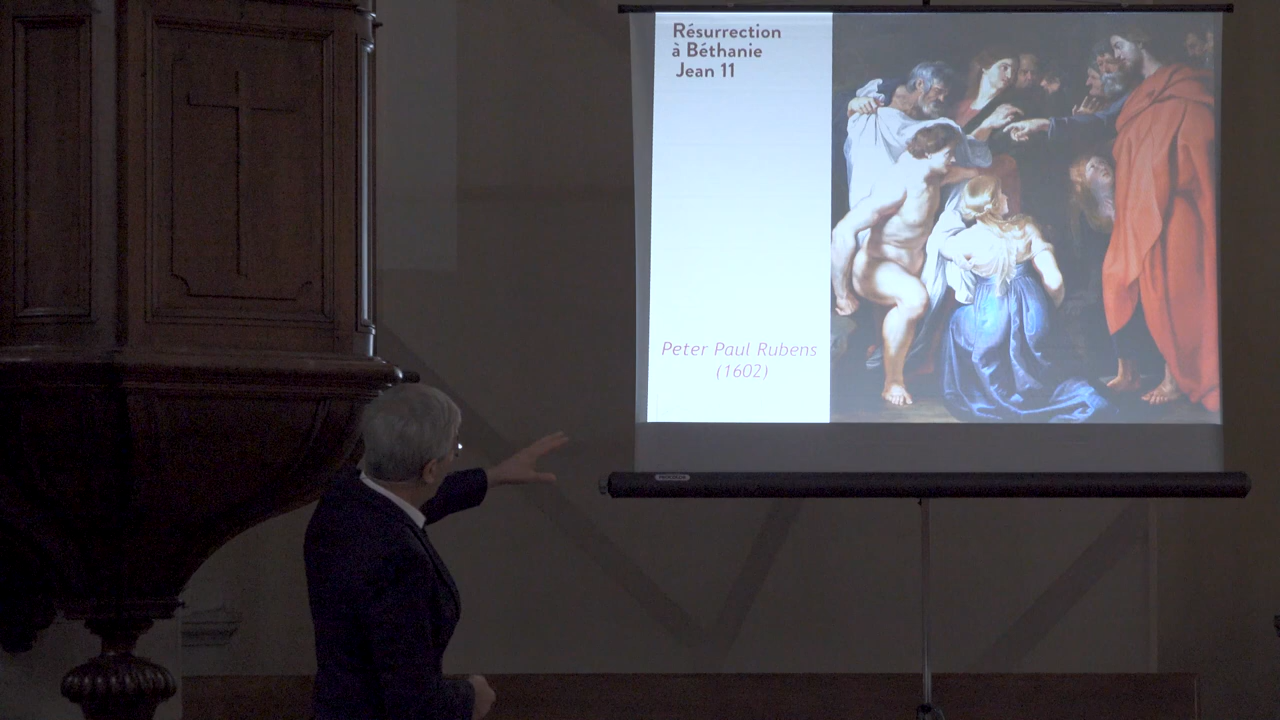 Résurrection
à Béthanie
Jean 11
Peter Paul Rubens
(1602)